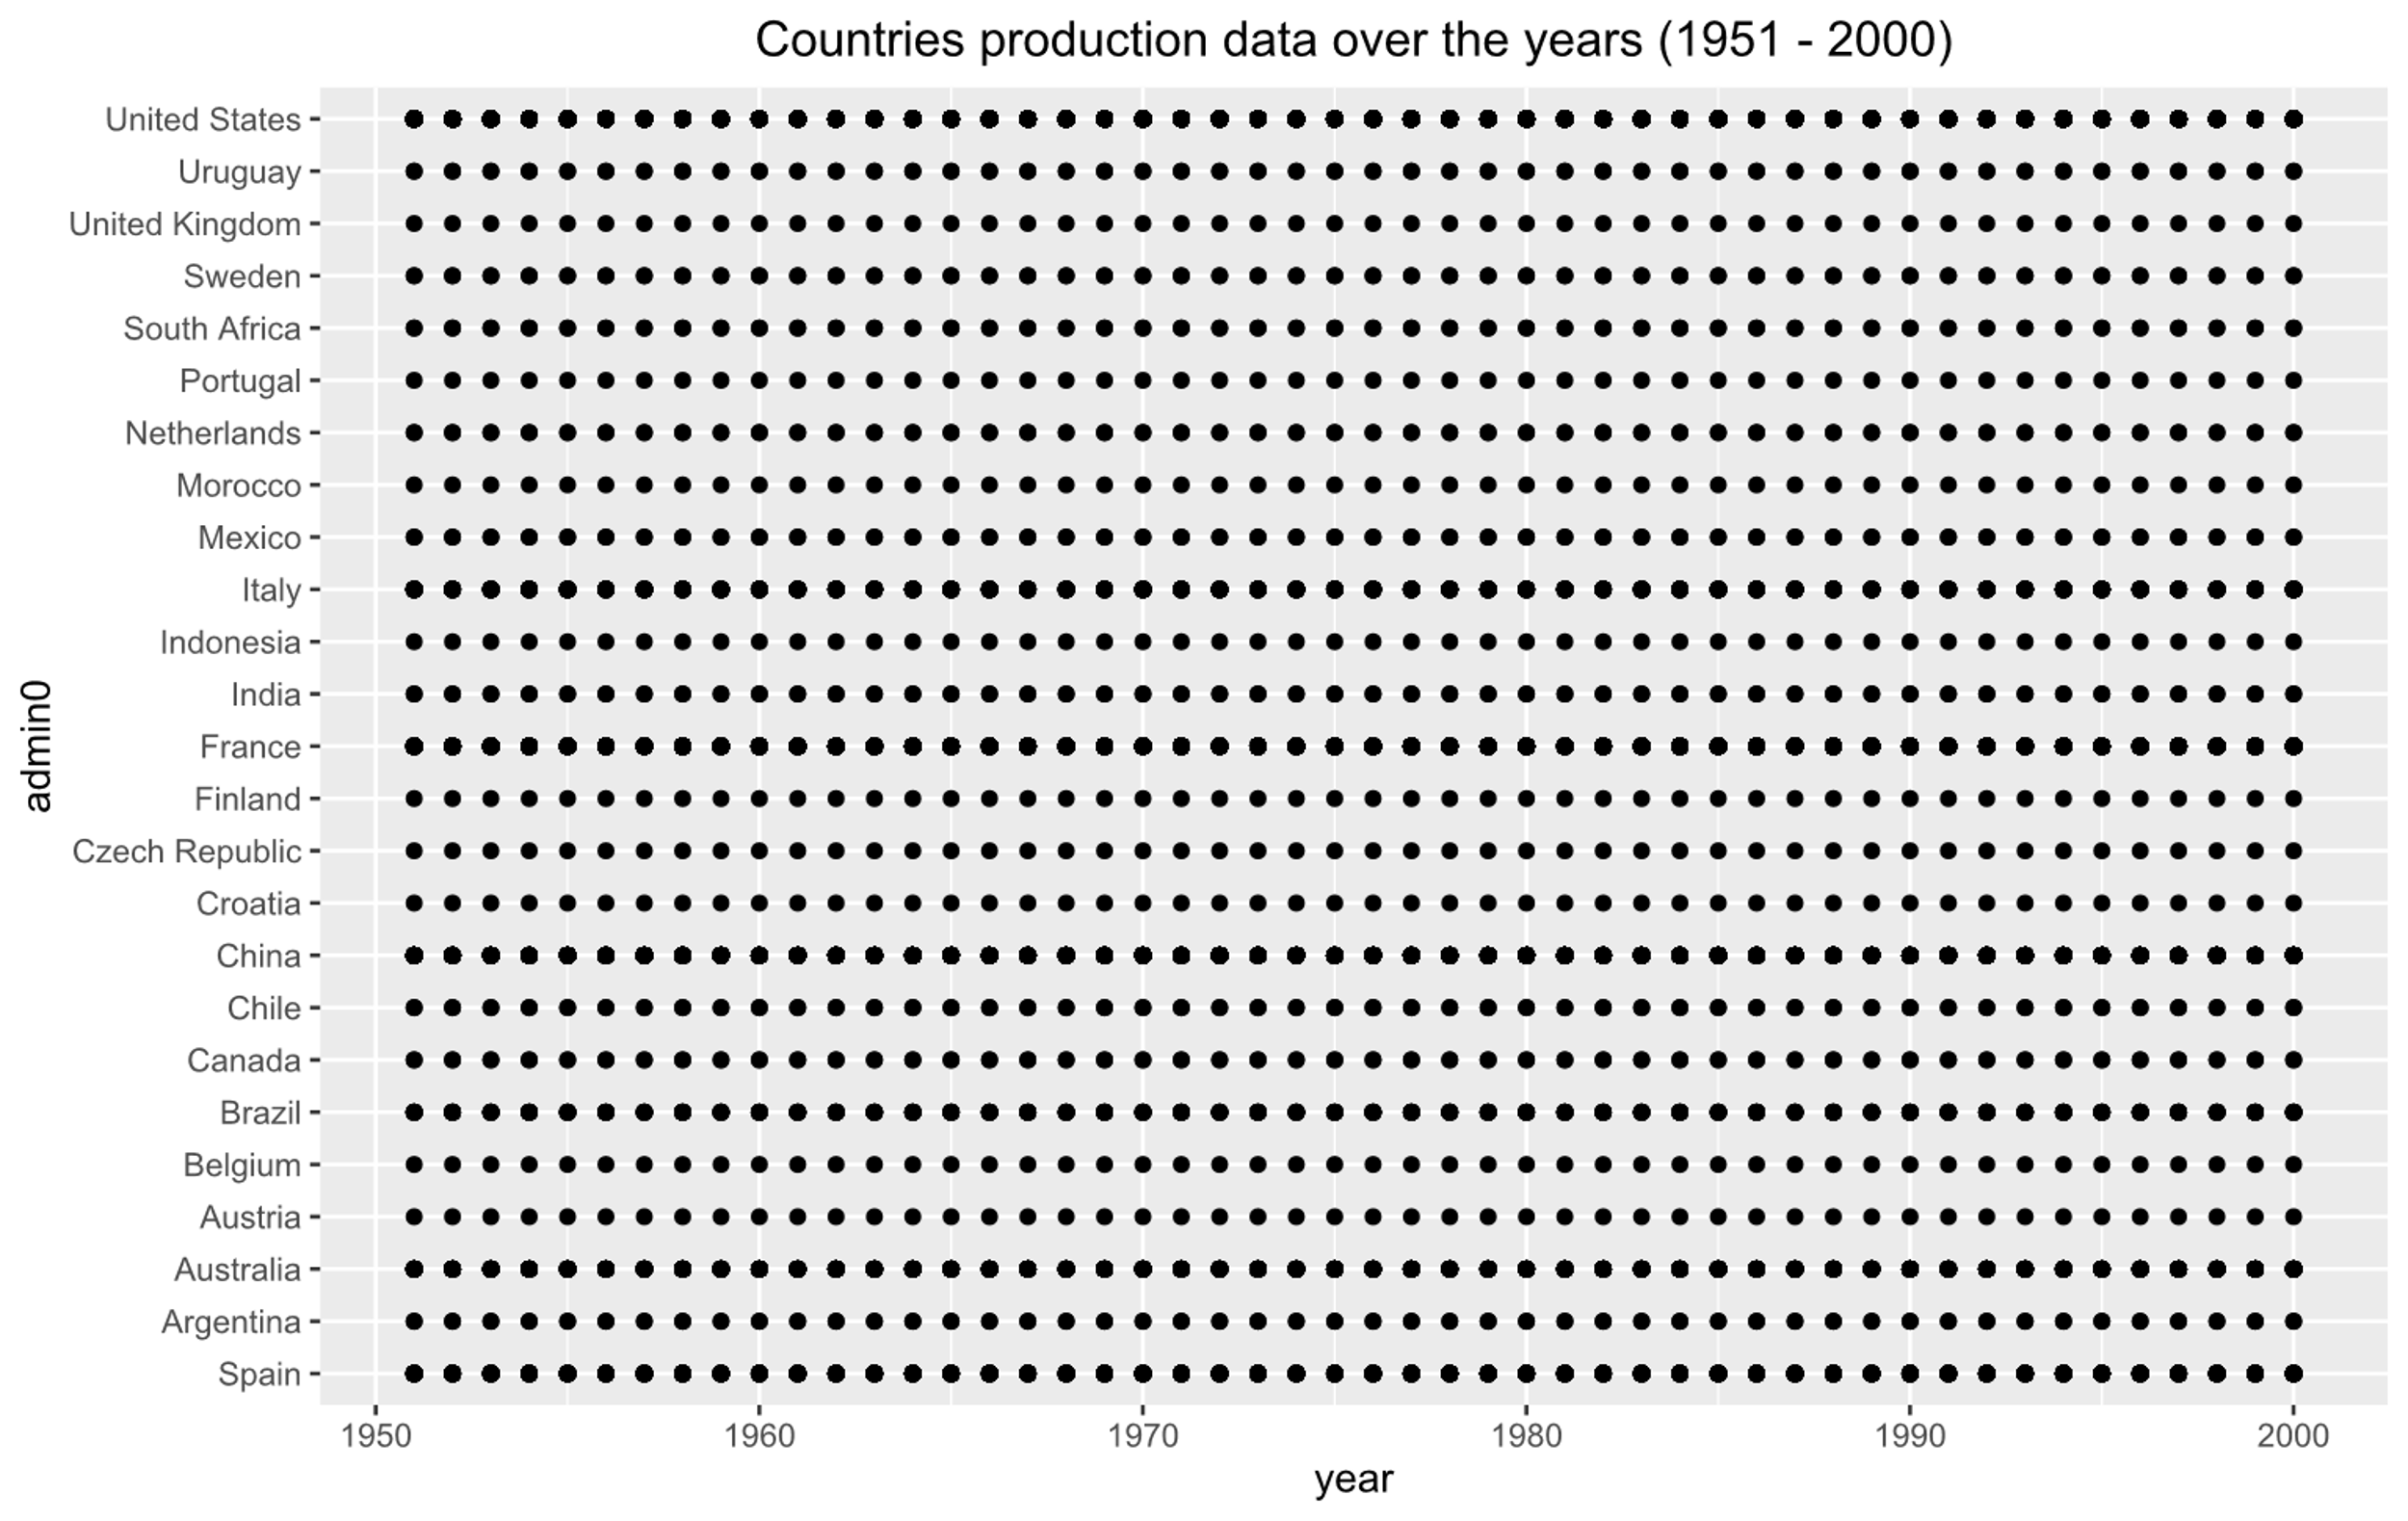 Countries production data over the years (1951 - 2000)
United States
Uruguay
United Kingdom
Sweden
South Africa
Portugal
Netherlands
Morocco
Mexico
Italy
Indonesia
India
France
Finland
Czech Republic
Croatia
China
Chile
Canada
Brazil
Belgium
Austria
Australia
Argentina
Spain
admin0
1950 1960 1970 1980 1990 2000
year